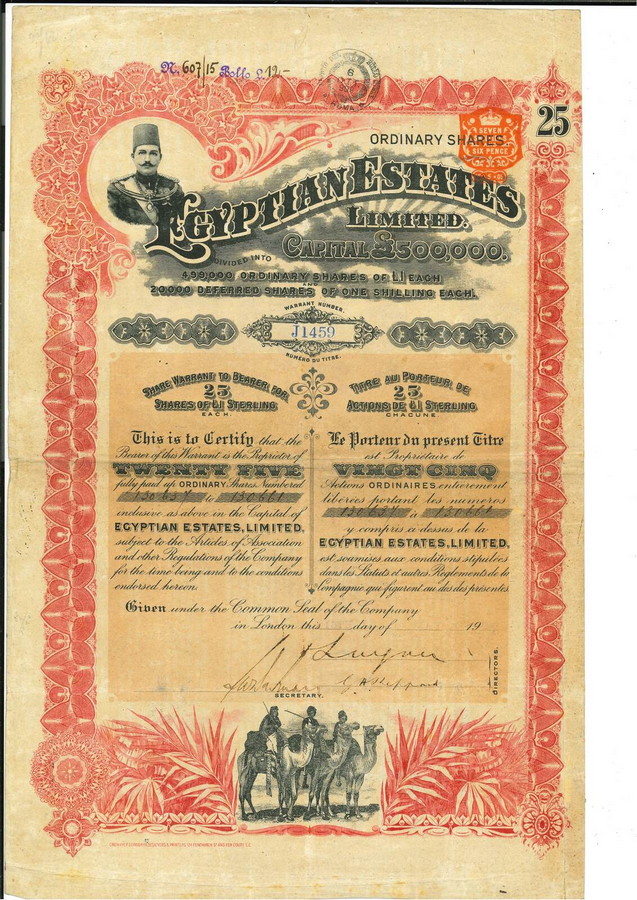 N. 607/15 Bollo £ 12-
ORDINARY SHARES.
25
SEVEN
SIX PENCE
EGYPTIAN ESTATES
LIMITED.
CAPITAL £500,000.
DIVIDED INTO
499,000 ORDINARY SHARES OF £1 EACH
AND
20,000 DEFERRED SHARES OF ONE SHILLING EACH.
WARRANT NUMBER.
J1459
NUMÉRO DU TITRE.
SHARE WARRANT TO BEARER FOR
25
SHARES OF £1 STERLING
EACH.
This is to Certify that the
Bearer of this Warrant is the Proprietor of
TWENTY FIVE
fully paid up ORDINARY Shares Numbered
130637 to 130661
inclusive as above in the Capital of
EGYPTIAN ESTATES, LIMITED,
subject to the Articles of Association
and other Regulations of the Company
for the time being and to the conditions
endorsed hereon.
TITRE AU PORTEUR DE
25
ACTIONS DE £1 STERLING
CHACUNE
Le Porteur du présent Titre
est Propriétaire de
VINGT CINQ
Actions ORDINAIRES entièrement
libérées portant les numéros
130637 à 130661
y compris a dessus de la
EGYPTIAN ESTATES, LIMITED,
est soumises aux conditions stipulées
dans les Statuts et autres Règlements de la
Compagnie qui figurent au dos des présentes
Given under the Common Seal of the Company
in London this day of 19
DIRECTORS.
SECRETARY.